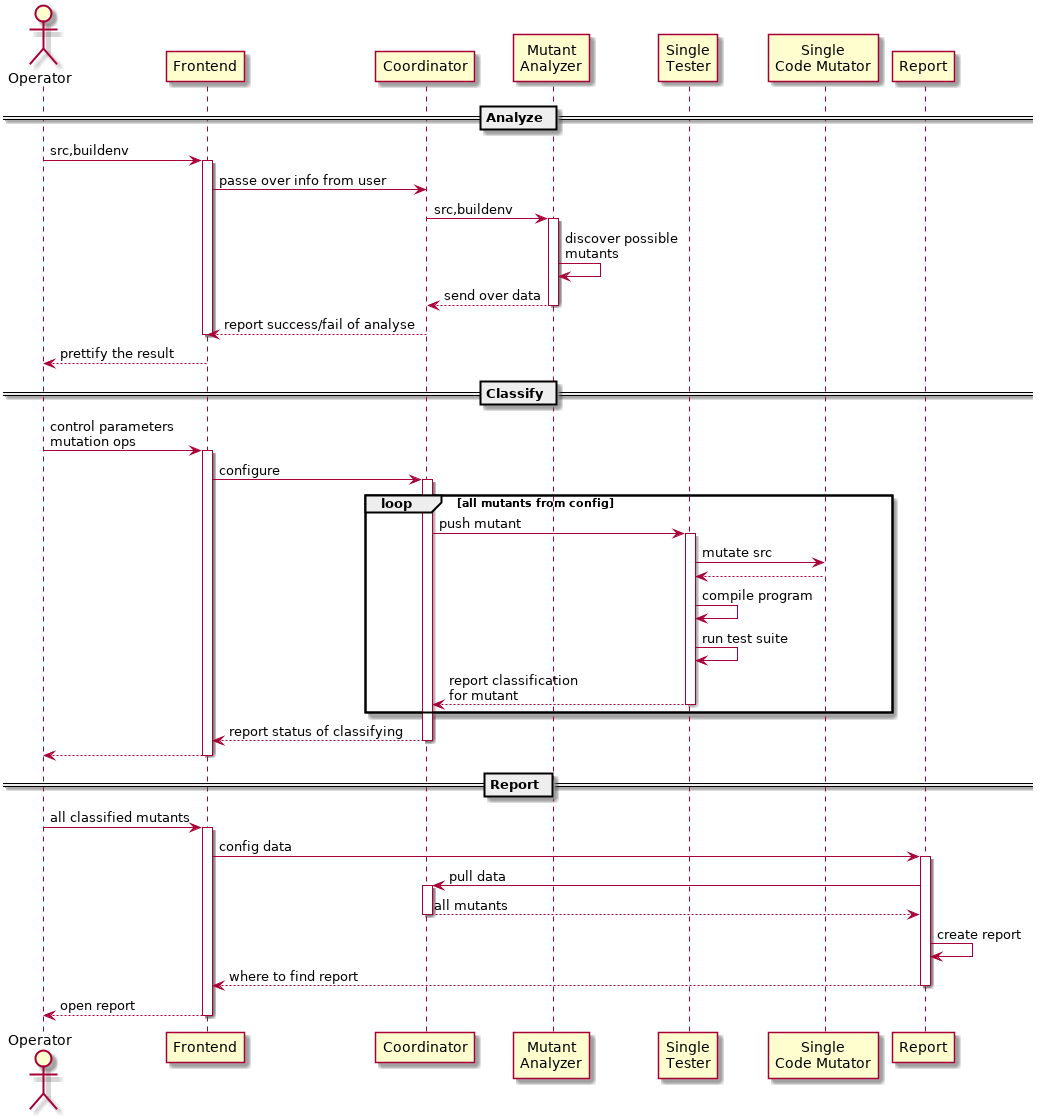 Operator
Frontend
Coordinator
Mutant
Analyzer
Single
Tester
Single
Code Mutator
Report
Analyze
src,buildenv
passe over info from user
src,buildenv
discover possible
mutants
send over data
report success/fail of analyse
prettify the result
Classify
control parameters
mutation ops
configure
loop
[all mutants from config]
push mutant
mutate src
compile program
run test suite
report classification
for mutant
report status of classifying
Report
all classified mutants
config data
pull data
all mutants
create report
where to find report
open report
Operator
Frontend
Coordinator
Mutant
Analyzer
Single
Tester
Single
Code Mutator
Report